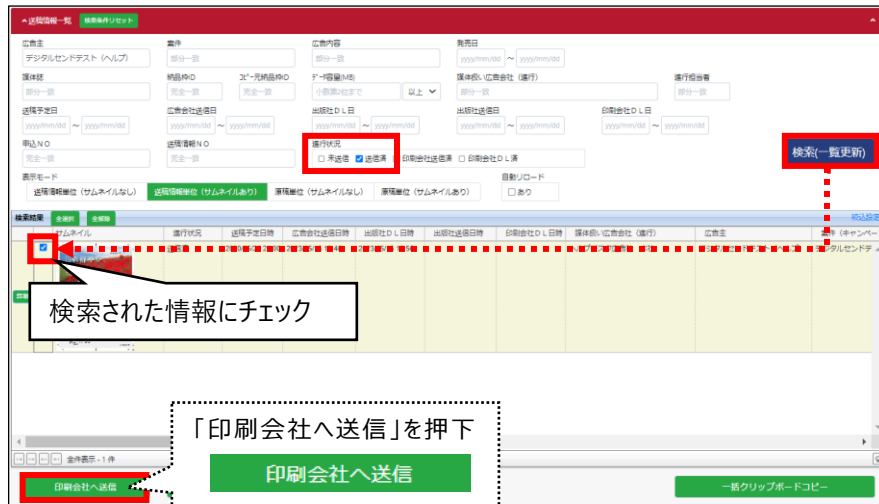 送稿情報一覧 検索条件リセット
広告主 案件 広告内容 発売日
デジタルセンドテスト（ヘルプ） 部分一致 部分一致 yyyy/mm/dd ～ yyyy/mm/dd
媒体誌 納品枠ID コピー元納品枠ID データ容量(MB) 媒体扱い広告会社（進行） 進行担当者
部分一致 完全一致 完全一致 小数第2位まで 以上 部分一致 部分一致
送稿予定日 広告会社送信日 出版社ＤＬ日 出版社送信日 印刷会社ＤＬ日
yyyy/mm/dd ～ yyyy/mm/dd yyyy/mm/dd ～ yyyy/mm/dd yyyy/mm/dd ～ yyyy/mm/dd yyyy/mm/dd ～ yyyy/mm/dd yyyy/mm/dd ～ yyyy/mm/dd
申込ＮＯ 送稿情報ＮＯ 進行状況
完全一致 完全一致 未送信 送信済 印刷会社送信済 印刷会社ＤＬ済 検索(一覧更新)
表示モード 自動リロード
送稿情報単位（サムネイルなし） 送稿情報単位（サムネイルあり） 原稿単位（サムネイルなし） 原稿単位（サムネイルあり） あり
検索結果 全選択 全解除 絞込設定
サムネイル 進行状況 送稿予定日時 広告会社送信日時 出版社ＤＬ日時 出版社送信日時 印刷会社ＤＬ日時 媒体扱い広告会社（進行） 広告主 案件（キャンペー
検索された情報にチェック
「印刷会社へ送信」を押下
全件表示 - 1 件
印刷会社へ送信
印刷会社へ送信 一括クリップボードコピー